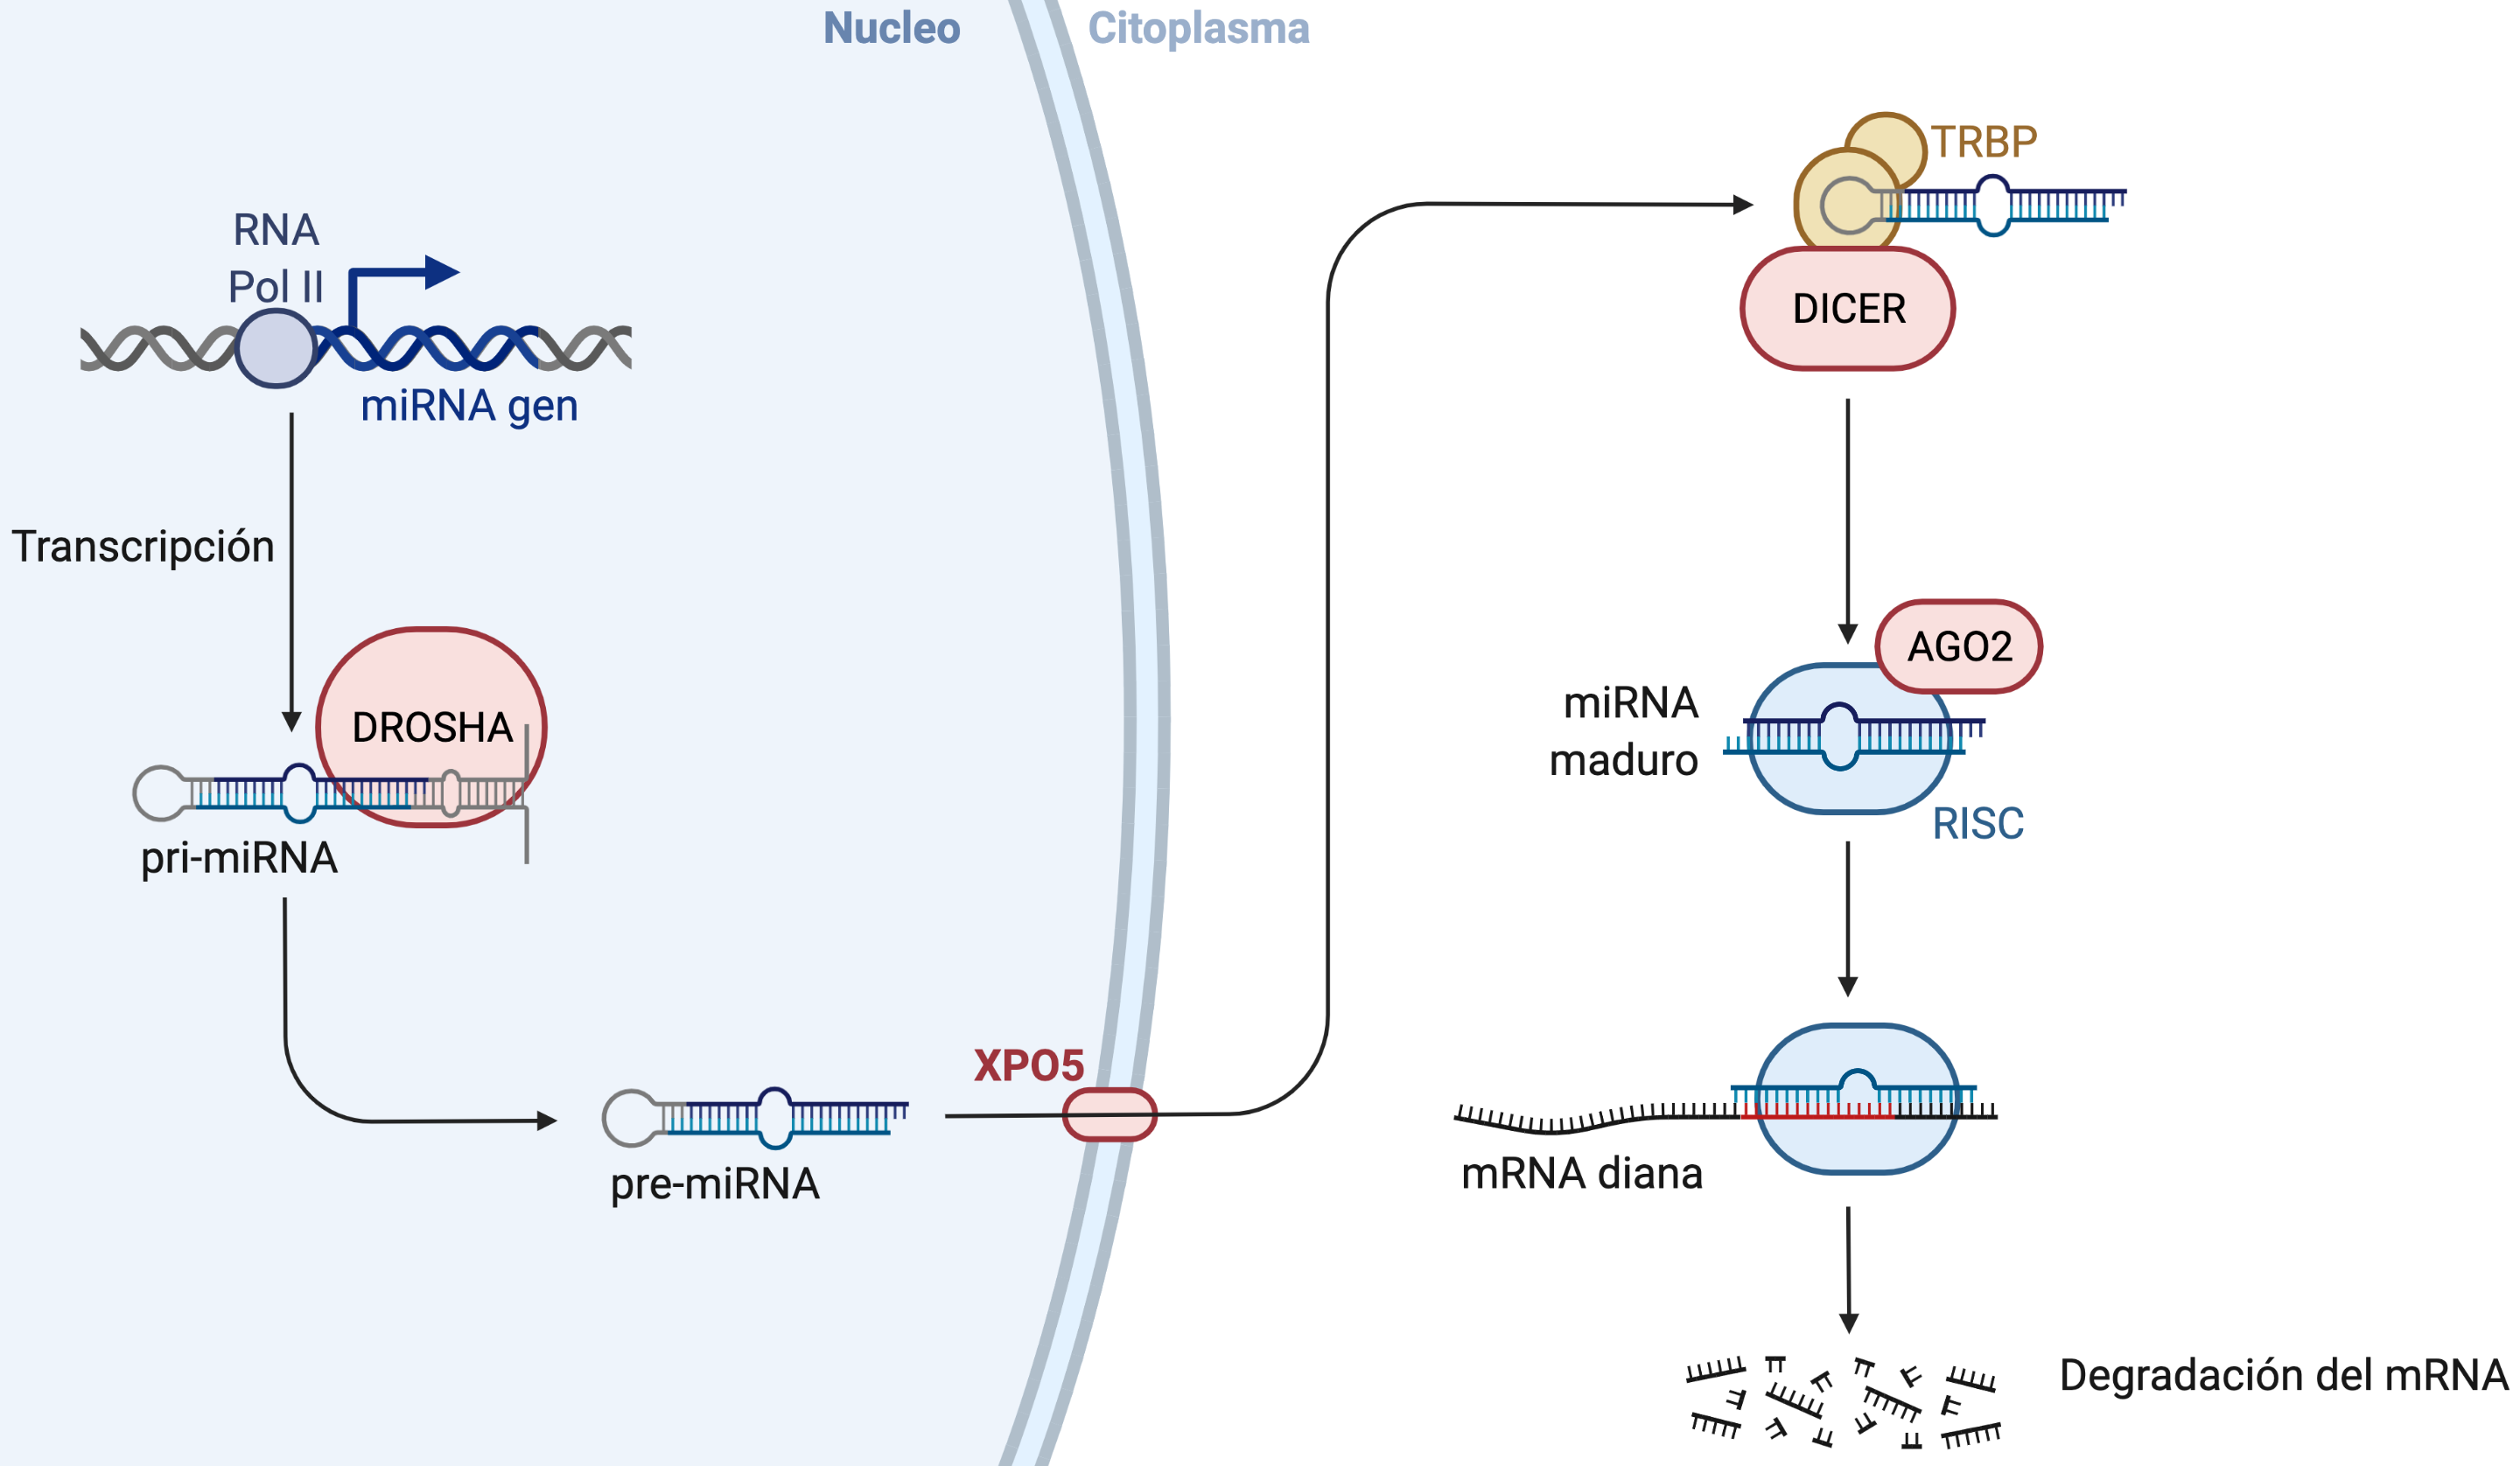 Nucleo
Citoplasma
RNA
Pol II
miRNA gen
Transcripción
DROSHA
pri-miRNA
pre-miRNA
XPO5
TRBP
DICER
AGO2
miRNA
maduro
RISC
mRNA diana
Degradación del mRNA